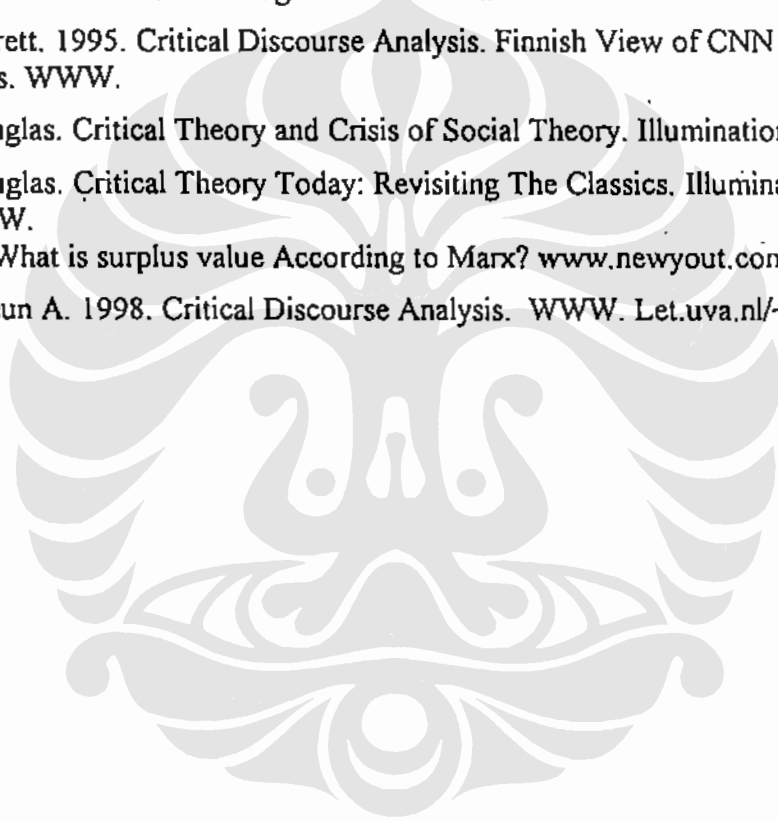 rett. 1995. Critical Discourse Analysis. Finnish View of CNN
s. WWW.
uglas. Critical Theory and Crisis of Social Theory. Illumination
uglas. Critical Theory Today: Revisiting The Classics. Illumina
W.
What is surplus value According to Marx? www.newyout.com
un A. 1998. Critical Discourse Analysis. WWW. Let.uva.nl/~